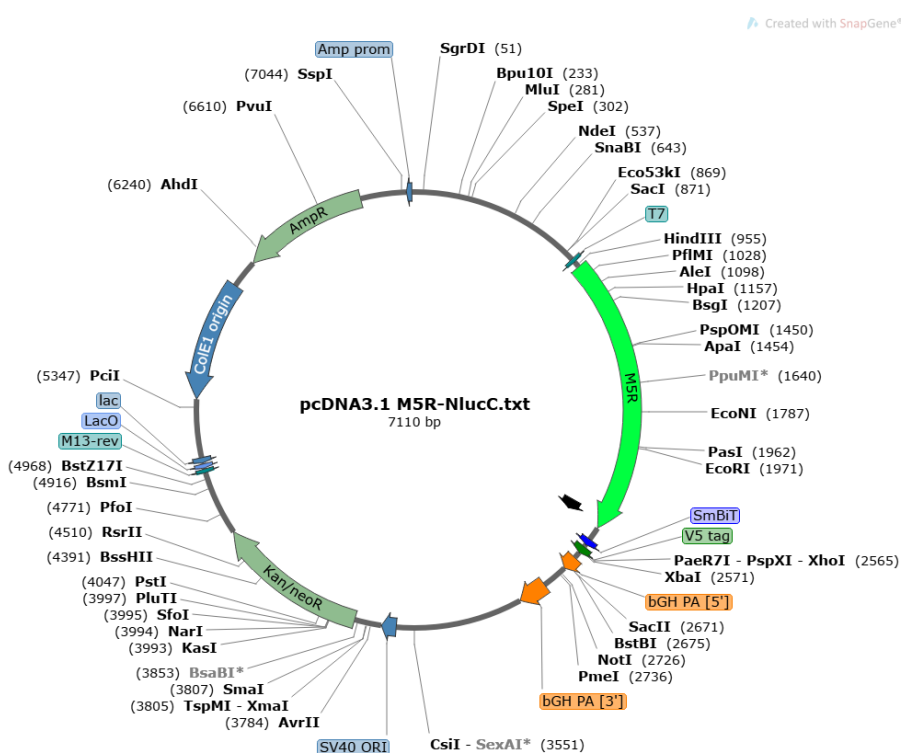 Created with SnapGene®
Amp prom
SgrDI (51)
(7044) SspI
Bpu10I (233)
MluI (281)
(6610) PvuI
SpeI (302)
NdeI (537)
SnaBI (643)
Eco53kI (869)
(6240) AhdI
SacI (871)
T7
AmpR
HindIII (955)
PflMI (1028)
AleI (1098)
HpaI (1157)
BsgI (1207)
ColE1 origin
PspOMI (1450)
ApaI (1454)
M5R
(5347) PciI
PpuMI* (1640)
lac
pcDNA3.1 M5R-NlucC.txt
EcoNI (1787)
LacO
7110 bp
M13-rev
PasI (1962)
(4968) BstZ17I
EcoRI (1971)
(4916) BsmI
(4771) PfoI
SmBiT
(4510) RsrII
V5 tag
(4391) BssHII
PaeR7I - PspXI - XhoI (2565)
Kan/neoR
XbaI (2571)
(4047) PstI
(3997) PluTI
bGH PA [5']
(3995) SfoI
SacII (2671)
(3994) NarI
BstBI (2675)
(3993) KasI
NotI (2726)
(3853) BsaBI*
PmeI (2736)
(3807) SmaI
bGH PA [3']
(3805) TspMI - XmaI
(3784) AvrII
SV40 ORI
CsiI - SexAI* (3551)